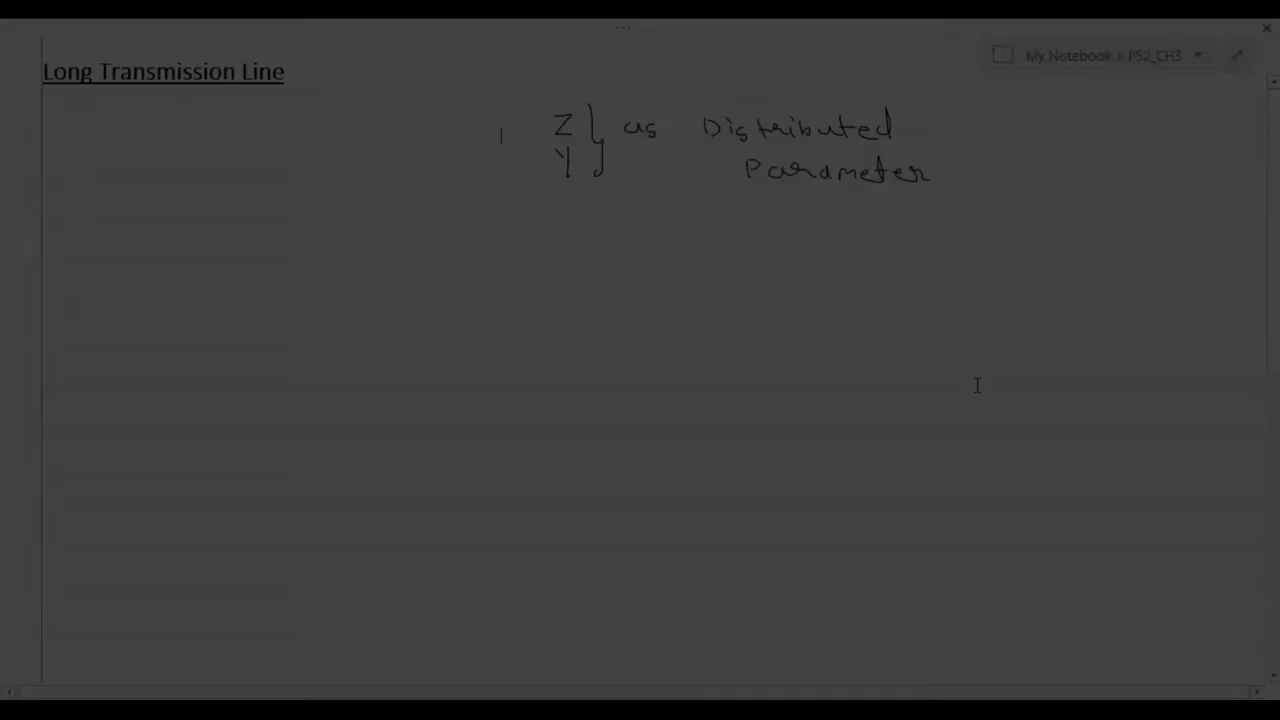 My Notebook » PS2_CH3
Long Transmission Line
Z } as Distributed
Y Parameter